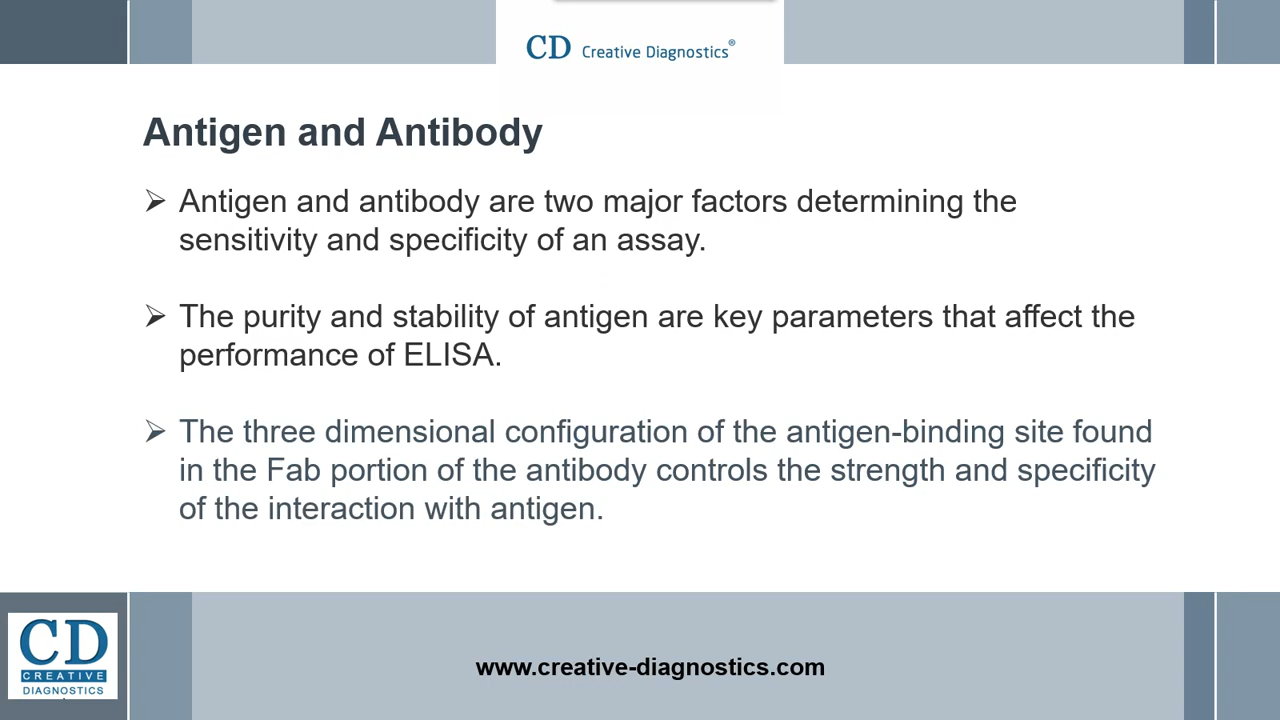 CD Creative Diagnostics®
Antigen and Antibody
➢ Antigen and antibody are two major factors determining the
sensitivity and specificity of an assay.
➢ The purity and stability of antigen are key parameters that affect the
performance of ELISA.
➢ The three dimensional configuration of the antigen-binding site found
in the Fab portion of the antibody controls the strength and specificity
of the interaction with antigen.
CD
CREATIVE
DIAGNOSTICS
www.creative-diagnostics.com